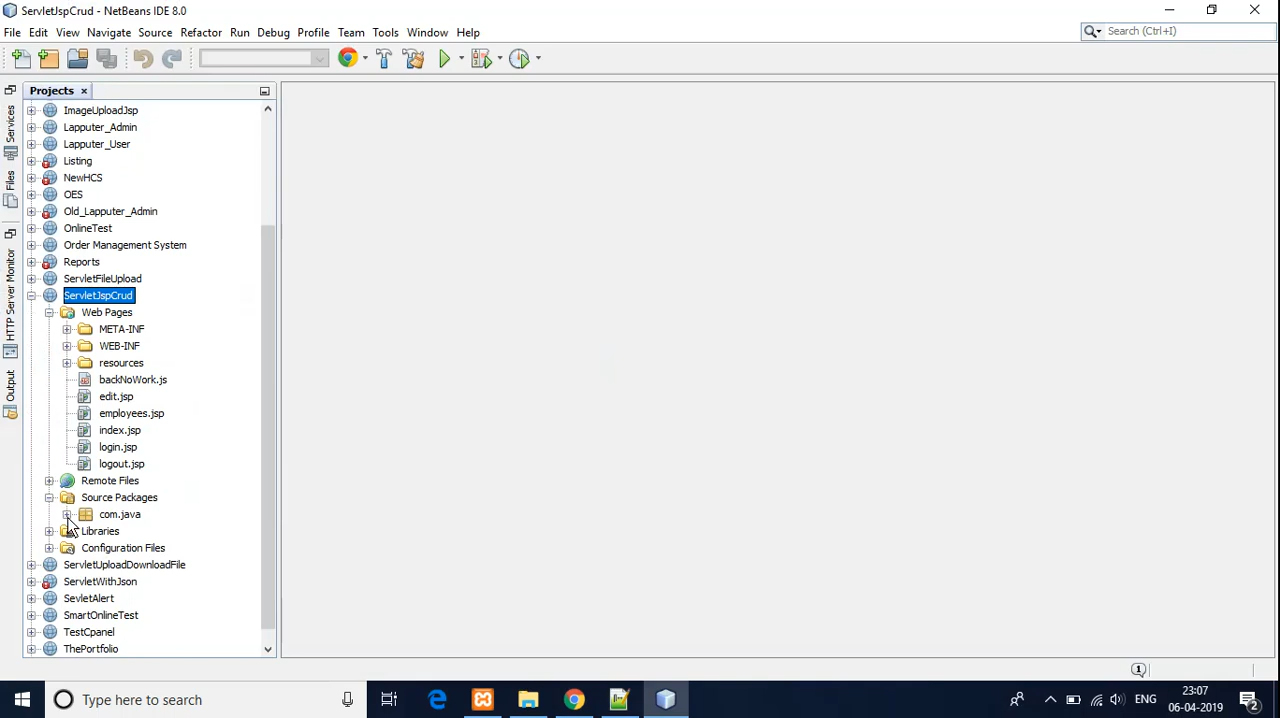 ServletJspCrud - NetBeans IDE 8.0
File Edit View Navigate Source Refactor Run Debug Profile Team Tools Window Help
Search (Ctrl+I)
Projects
Services
Files
HTTP Server Monitor
Output
ImageUploadJsp
Lapputer_Admin
Lapputer_User
Listing
NewHCS
OES
Old_Lapputer_Admin
OnlineTest
Order Management System
Reports
ServletFileUpload
ServletJspCrud
Web Pages
META-INF
WEB-INF
resources
backNoWork.js
edit.jsp
employees.jsp
index.jsp
login.jsp
logout.jsp
Remote Files
Source Packages
com.java
Libraries
Configuration Files
ServletUploadDownloadFile
ServletWithJson
SevletAlert
SmartOnlineTest
TestCpanel
ThePortfolio
1
Type here to search
ENG
23:07
06-04-2019
2